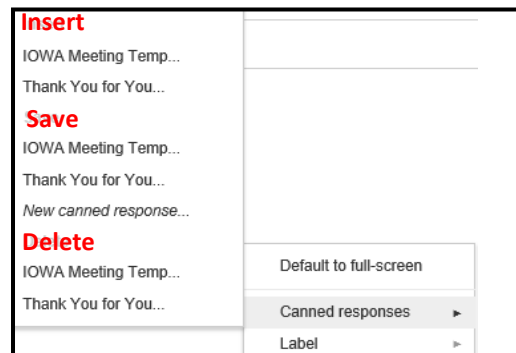 Insert
IOWA Meeting Temp...
Thank You for You...
Save
IOWA Meeting Temp...
Thank You for You...
New canned response...
Delete
IOWA Meeting Temp...
Thank You for You...
Default to full-screen
Canned responses
Label